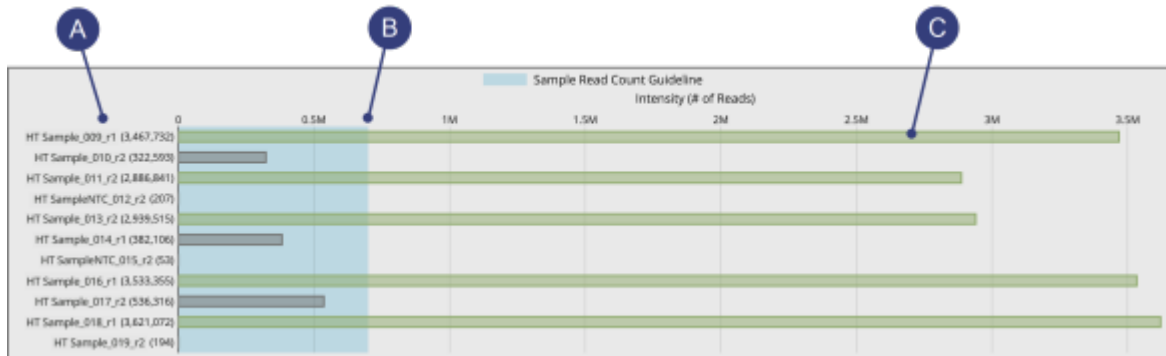 A B C
Sample Read Count Guideline
Intensity (# of Reads)
0 0.5M 1M 1.5M 2M 2.5M 3M 3.5M
HT Sample_009_r1 (3,467,732)
HT Sample_010_r2 (322,593)
HT Sample_011_r2 (2,886,841)
HT SampleNTC_012_r2 (207)
HT Sample_013_r2 (2,939,515)
HT Sample_014_r1 (382,106)
HT SampleNTC_015_r2 (53)
HT Sample_016_r1 (3,533,355)
HT Sample_017_r2 (536,316)
HT Sample_018_r1 (3,621,072)
HT Sample_019_r2 (194)